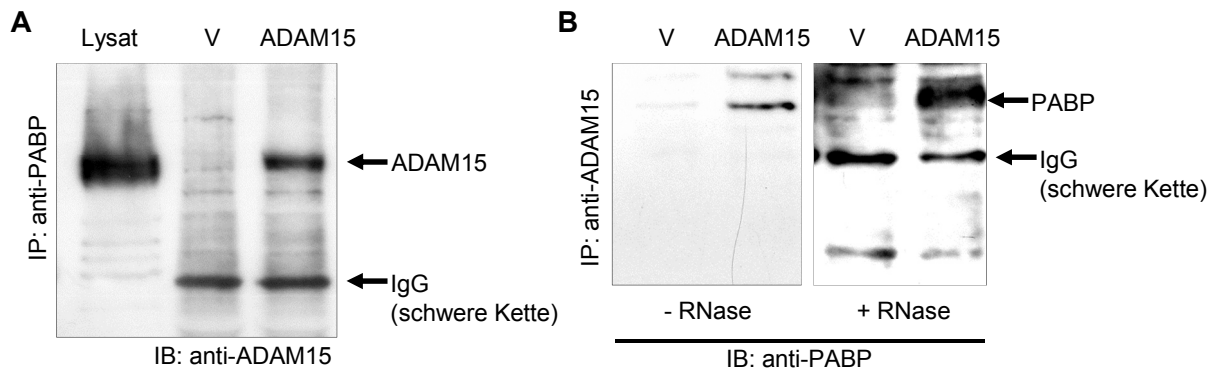 A
Lysat V ADAM15
IP: anti-PABP
ADAM15
IgG
(schwere Kette)
IB: anti-ADAM15
B
V ADAM15 V ADAM15
IP: anti-ADAM15
PABP
IgG
(schwere Kette)
- RNase + RNase
IB: anti-PABP